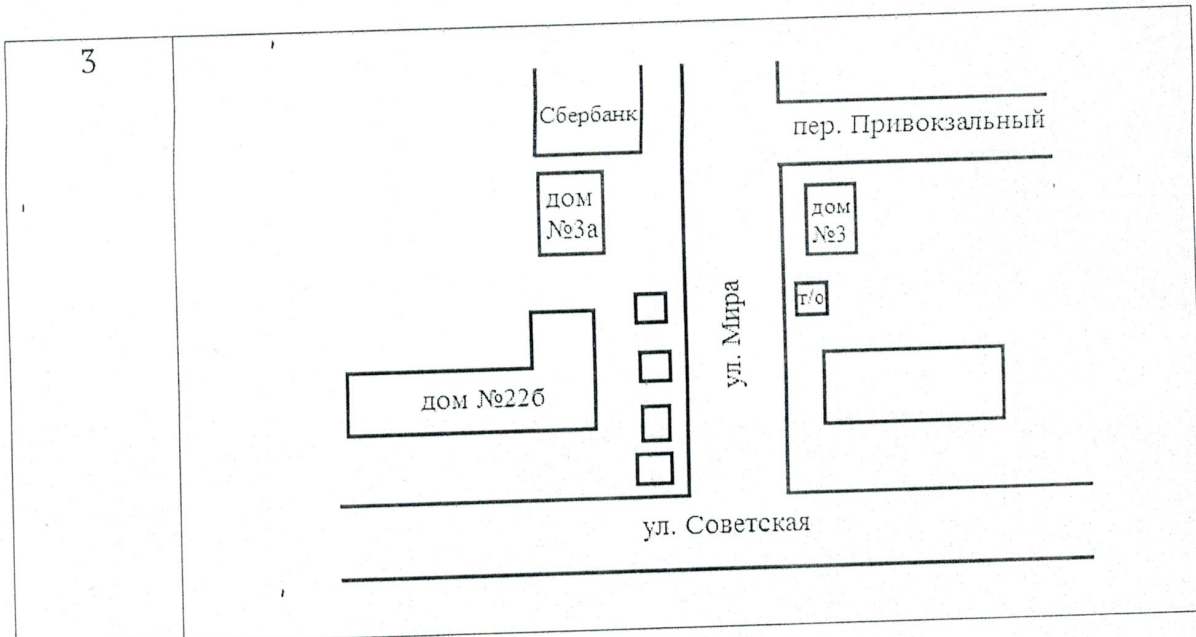 3
Сбербанк
пер. Привокзальный
дом
№3а
дом
№3
т/о
ул. Мира
дом №22б
ул. Советская